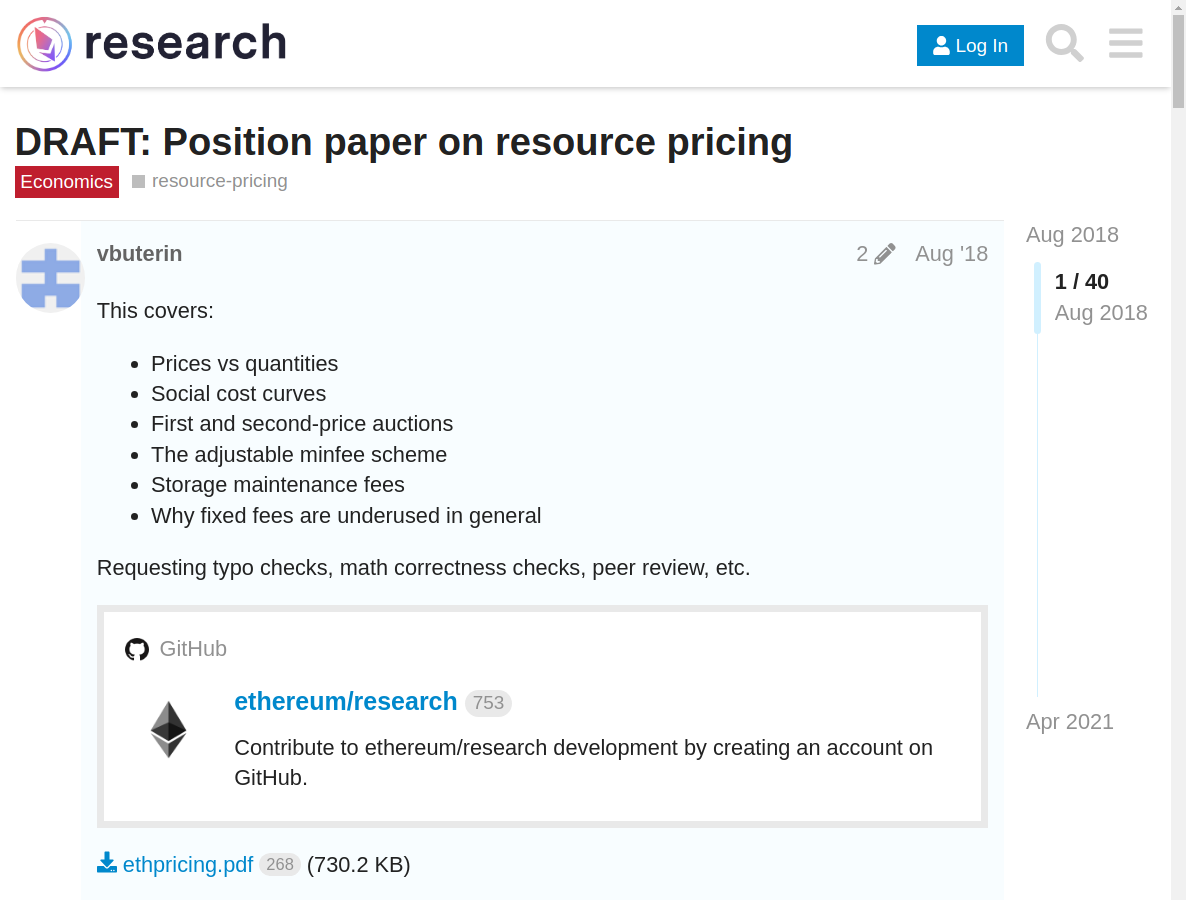 research
Log In
DRAFT: Position paper on resource pricing
Economics
resource-pricing
vbuterin
2
Aug '18
Aug 2018
1 / 40
Aug 2018
This covers:
Prices vs quantities
Social cost curves
First and second-price auctions
The adjustable minfee scheme
Storage maintenance fees
Why fixed fees are underused in general
Requesting typo checks, math correctness checks, peer review, etc.
GitHub
ethereum/research 753
Contribute to ethereum/research development by creating an account on
GitHub.
Apr 2021
ethpricing.pdf 268 (730.2 KB)